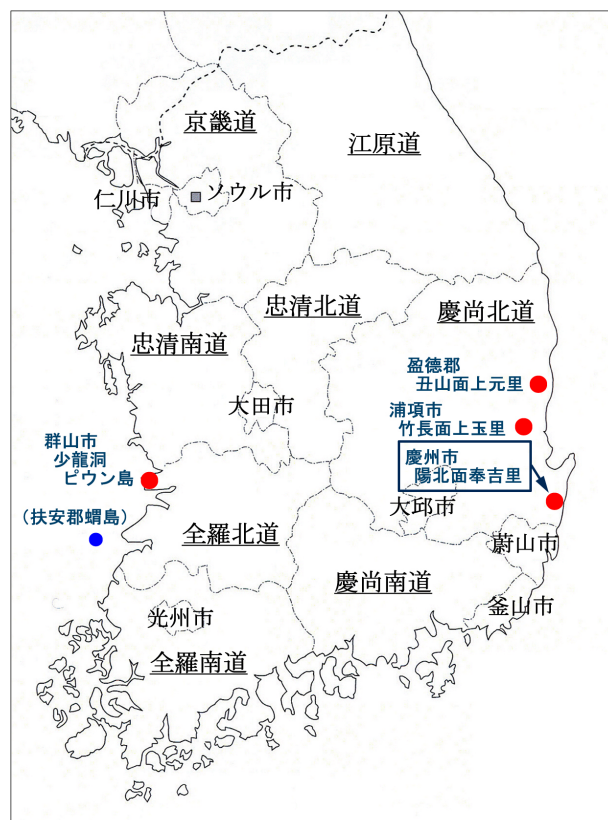 京畿道
江原道
仁川市
ソウル市
忠清北道
慶尚北道
忠清南道
盈德郡
丑山面上元里
大田市
浦項市
竹長面上玉里
群山市
少龍洞
ピウン島
慶州市
陽北面奉吉里
大邱市
(扶安郡蝟島)
全羅北道
蔚山市
慶尚南道
釜山市
光州市
全羅南道